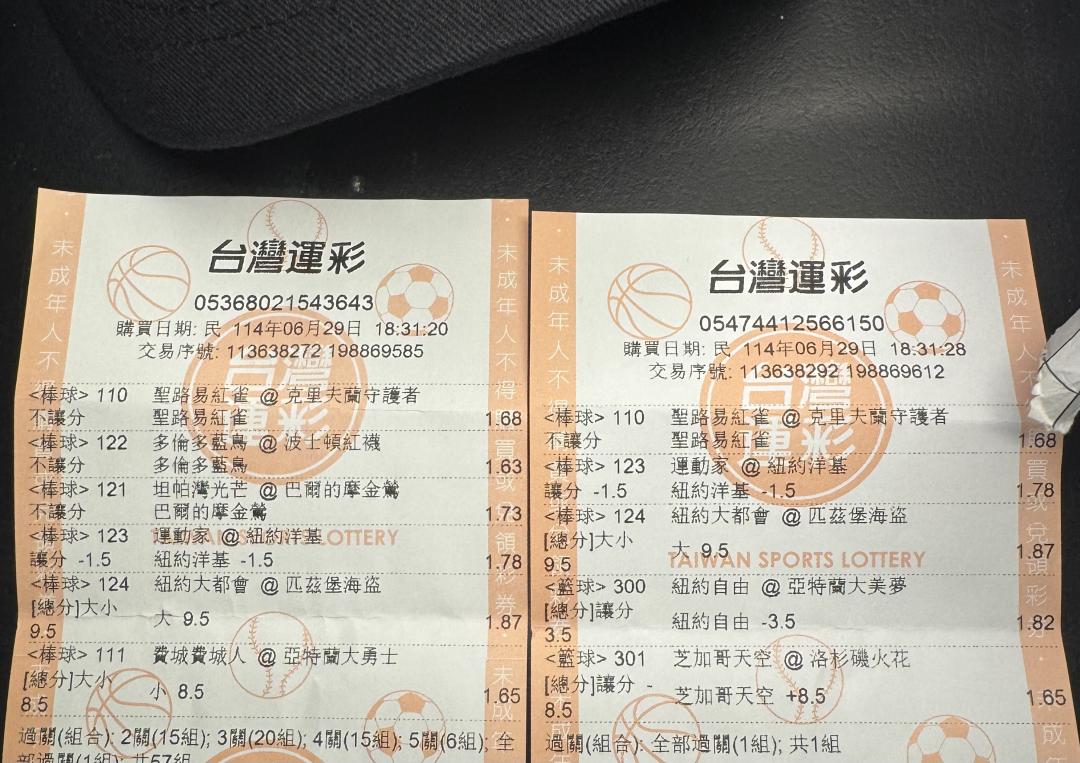 台灣運彩
05368021543643
購買日期: 民 114年06月29日 18:31:20
交易序號: 113638272 198869585
<棒球> 110 聖路易紅雀 @ 克里夫蘭守護者
不讓分 聖路易紅雀 1.68
<棒球> 122 多倫多藍鳥 @ 波士頓紅襪
不讓分 多倫多藍鳥 1.63
<棒球> 121 坦帕灣光芒 @ 巴爾的摩金鶯
不讓分 巴爾的摩金鶯 1.73
<棒球> 123 運動家 @ 紐約洋基
讓分 -1.5 紐約洋基 -1.5 1.78
<棒球> 124 紐約大都會 @ 匹茲堡海盜
[總分]大小
9.5 大 9.5 1.87
<棒球> 111 費城費城人 @ 亞特蘭大勇士
[總分]大小
8.5 小 8.5 1.65
過關(組合): 2關(15組); 3關(20組); 4關(15組); 5關(6組); 全
部過關(1組); 共57組
台灣運彩
05474412566150
購買日期: 民 114年06月29日 18:31:28
交易序號: 113638292 198869612
<棒球> 110 聖路易紅雀 @ 克里夫蘭守護者
不讓分 聖路易紅雀 1.68
<棒球> 123 運動家 @ 紐約洋基
讓分 -1.5 紐約洋基 -1.5 1.78
<棒球> 124 紐約大都會 @ 匹茲堡海盜
[總分]大小
9.5 大 9.5 1.87
TAIWAN SPORTS LOTTERY
<籃球> 300 紐約自由 @ 亞特蘭大美夢
[總分]讓分
3.5 紐約自由 -3.5 1.82
<籃球> 301 芝加哥天空 @ 洛杉磯火花
[總分]讓分 -
8.5 芝加哥天空 +8.5 1.65
過關(組合): 全部過關(1組); 共1組